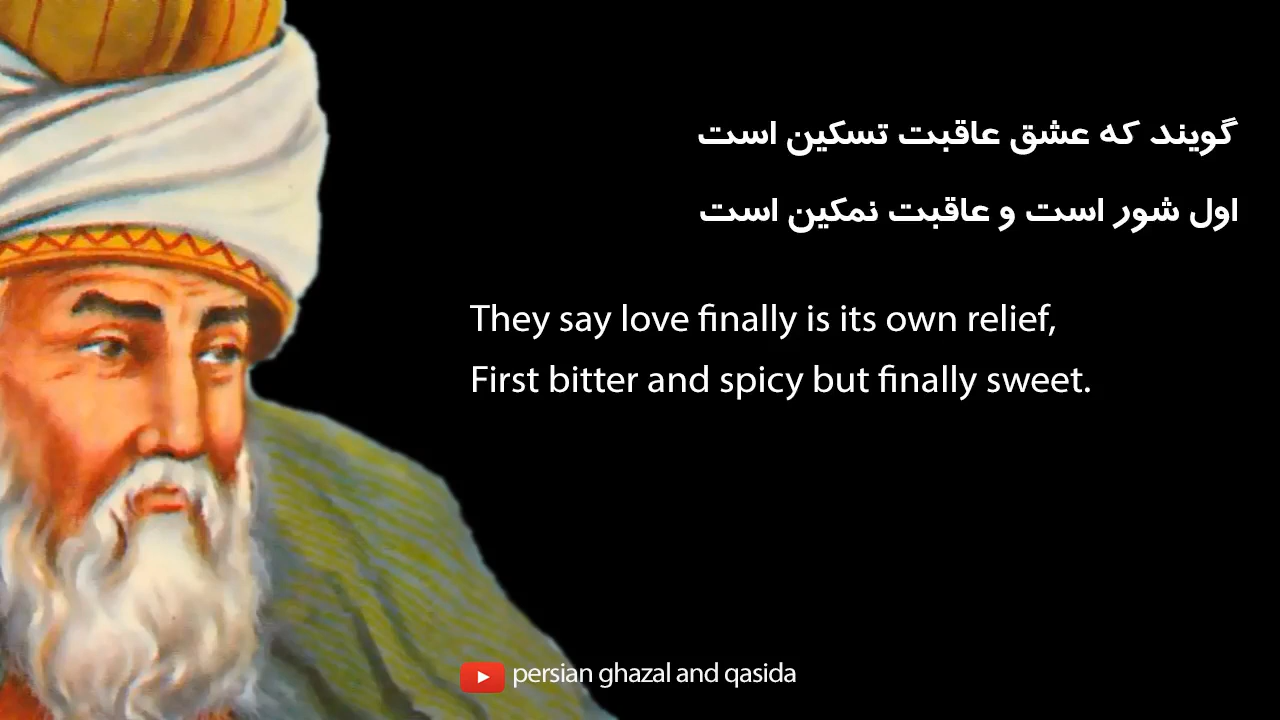 گویند که عشق عاقبت تسکین است
اول شور است و عاقبت نمکین است
They say love finally is its own relief,
First bitter and spicy but finally sweet.
persian ghazal and qasida